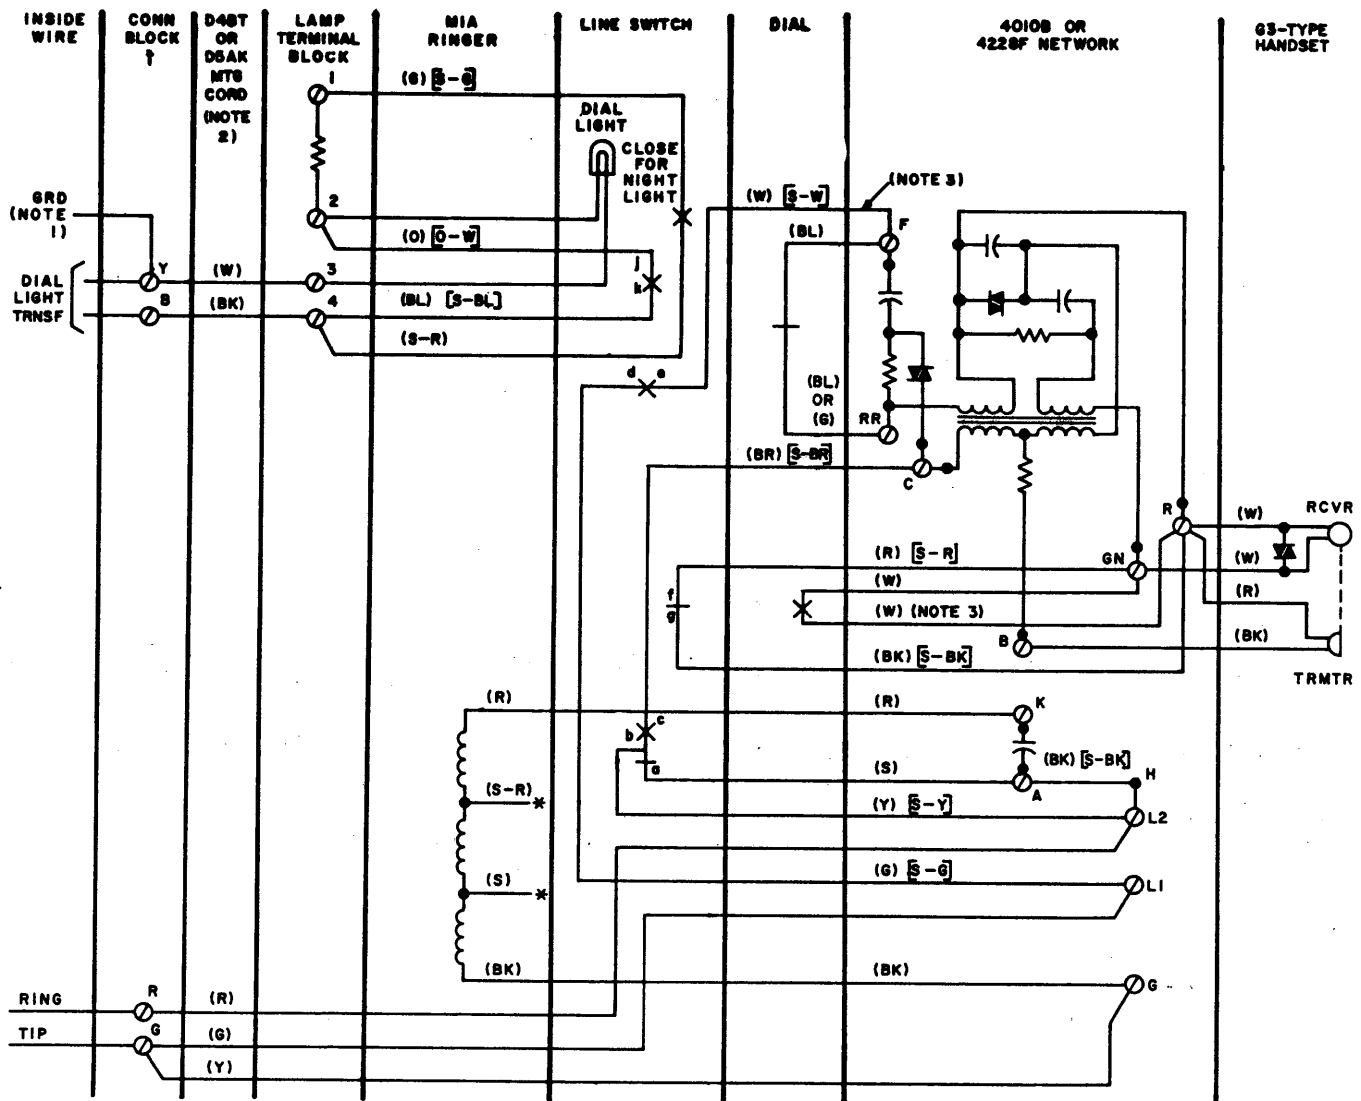 INSIDE
WIRE
CONN
BLOCK
†
D4BT
OR
D5AK
MTG
CORD
(NOTE
2)
LAMP
TERMINAL
BLOCK
MIA
RINGER
LINE SWITCH
DIAL
4010B OR
4228F NETWORK
G3-TYPE
HANDSET
1
(G) [S-G]
DIAL
LIGHT
CLOSE
FOR
NIGHT
LIGHT
GRD
(NOTE
1)
2
(O) [O-W]
(W) [S-W]
(NOTE 3)
F
(BL)
Y
(W)
3
j
k
DIAL
LIGHT
TRNSF
B
(BK)
4
(BL) [S-BL]
(S-R)
d e
(BL)
OR
(G)
RR
(BR) [S-BR]
C
R
(W)
RCVR
(R) [S-R]
GN
(W)
(W)
f
g
(W) (NOTE 3)
(R)
B
(BK)
(BK) [S-BK]
TRMTR
(R)
(R)
K
c
b
a
(BK) [S-BK]
(S)
A
H
(S-R) *
(Y) [S-Y]
L2
(S) *
(G) [S-G]
L1
(BK)
(BK)
G
RING
R
(R)
TIP
G
(G)
(Y)